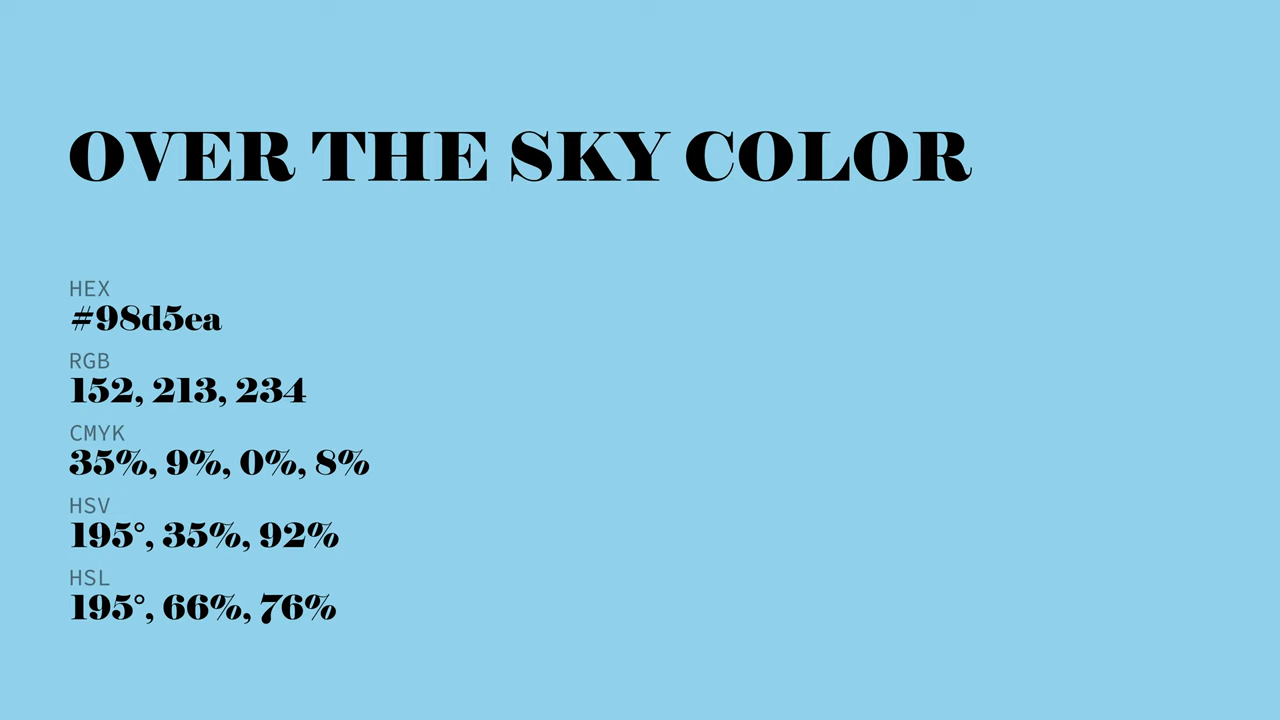 OVER THE SKY COLOR
HEX
#98d5ea
RGB
152, 213, 234
CMYK
35%, 9%, 0%, 8%
HSV
195°, 35%, 92%
HSL
195°, 66%, 76%